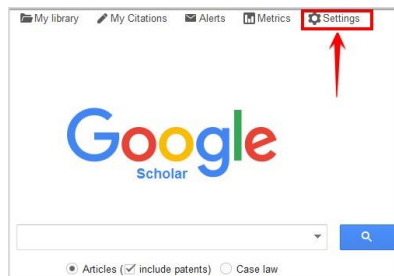 My library My Citations Alerts Metrics Settings
Google
Scholar
Articles (include patents) Case law